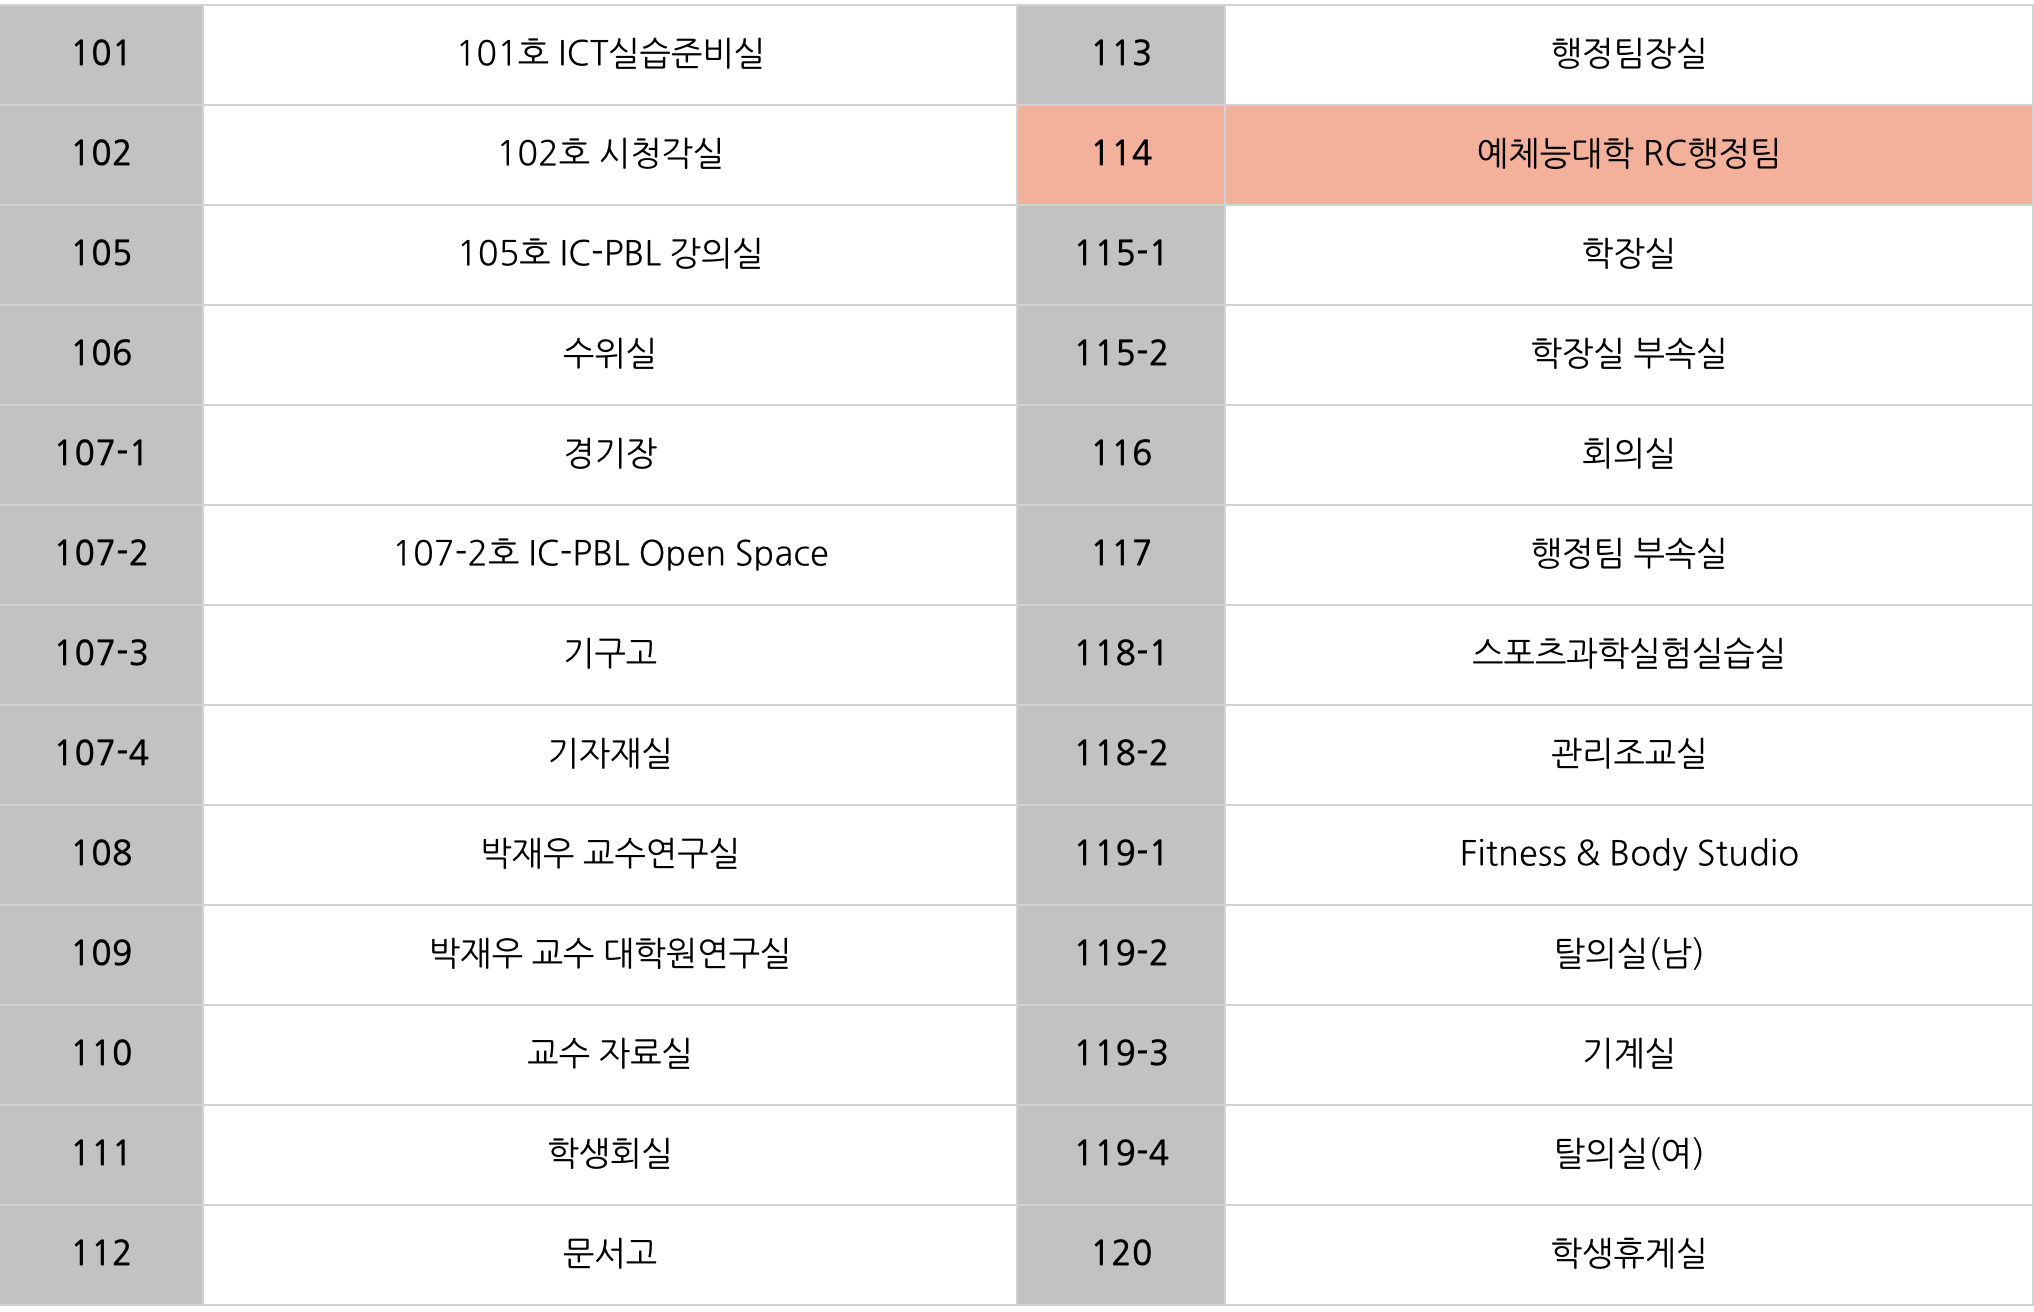 101 101호 ICT실습준비실 113 행정팀장실
102 102호 시청각실 114 예체능대학 RC행정팀
105 105호 IC-PBL 강의실 115-1 학장실
106 수위실 115-2 학장실 부속실
107-1 경기장 116 회의실
107-2 107-2호 IC-PBL Open Space 117 행정팀 부속실
107-3 기구고 118-1 스포츠과학실험실습실
107-4 기자재실 118-2 관리조교실
108 박재우 교수연구실 119-1 Fitness & Body Studio
109 박재우 교수 대학원연구실 119-2 탈의실(남)
110 교수 자료실 119-3 기계실
111 학생회실 119-4 탈의실(여)
112 문서고 120 학생휴게실